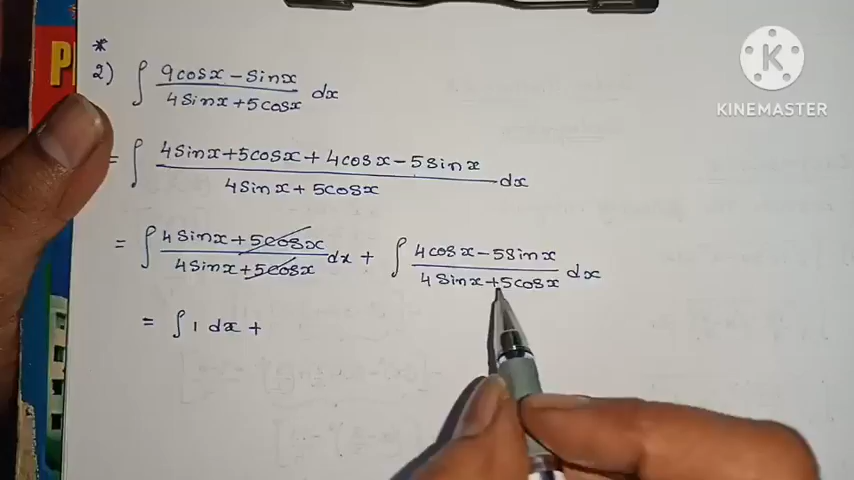 *
2) ∫ (9cosx - sinx)/(4sinx + 5cosx) dx
= ∫ (4sinx + 5cosx + 4cosx - 5sinx)/(4sinx + 5cosx) dx
= ∫ (4sinx + 5cosx)/(4sinx + 5cosx) dx + ∫ (4cosx - 5sinx)/(4sinx + 5cosx) dx
= ∫ 1 dx +
K
KINEMASTER
P